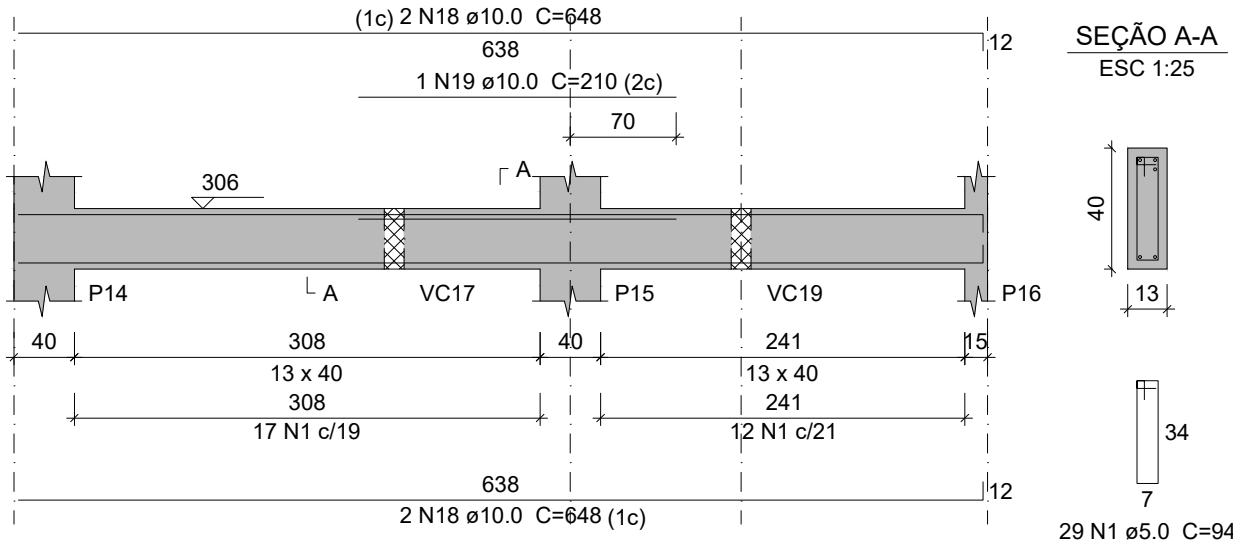 (1c) 2 N18 ø10.0 C=648
638
12
SEÇÃO A-A
ESC 1:25
1 N19 ø10.0 C=210 (2c)
70
A
306
40
13
P14
A
VC17
P15
VC19
P16
40
308
40
241
15
13 x 40
13 x 40
308
241
17 N1 c/19
12 N1 c/21
34
7
29 N1 ø5.0 C=94
638
12
2 N18 ø10.0 C=648 (1c)